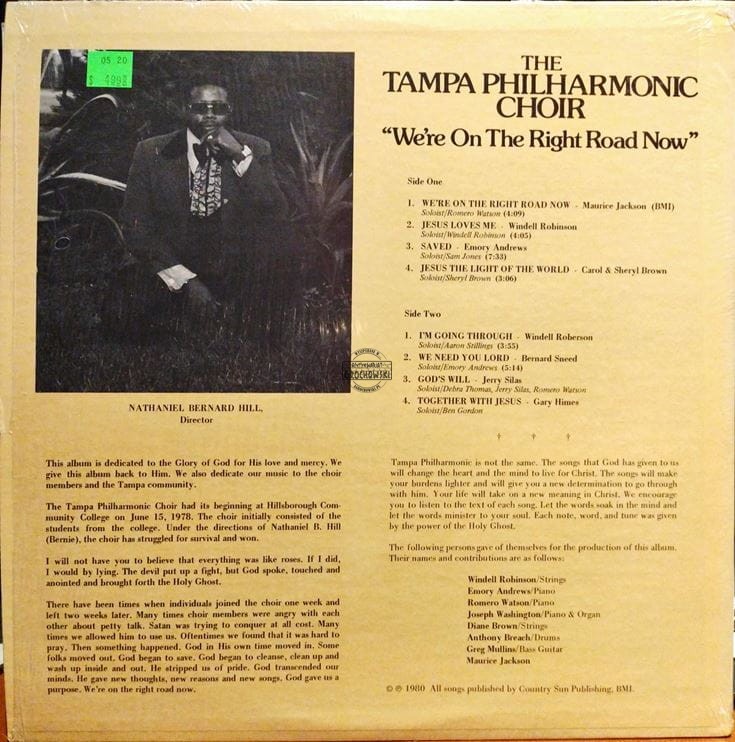 05 20
$ 4998
THE
TAMPA PHILHARMONIC
CHOIR
"We're On The Right Road Now"
Side One
1. WE'RE ON THE RIGHT ROAD NOW - Maurice Jackson (BMI)
Soloist/Romero Watson (4:09)
2. JESUS LOVES ME - Windell Robinson
Soloist/Windell Robinson (4:05)
3. SAVED - Emory Andrews
Soloist/Sam Jones (7:33)
4. JESUS THE LIGHT OF THE WORLD - Carol & Sheryl Brown
Soloist/Sheryl Brown (3:06)
Side Two
1. I'M GOING THROUGH - Windell Roberson
Soloist/Aaron Stillings (3:55)
2. WE NEED YOU LORD - Bernard Sneed
Soloist/Emory Andrews (5:14)
3. GOD'S WILL - Jerry Silas
Soloist/Debra Thomas, Jerry Silas, Romero Watson
4. TOGETHER WITH JESUS - Gary Himes
Soloist/Ben Gordon
GROCHOWSKI
NATHANIEL BERNARD HILL,
Director
This album is dedicated to the Glory of God for His love and mercy. We
give this album back to Him. We also dedicate our music to the choir
members and the Tampa community.
The Tampa Philharmonic Choir had its beginning at Hillsborough Com-
munity College on June 15, 1978. The choir initially consisted of the
students from the college. Under the directions of Nathaniel B. Hill
(Bernie), the choir has struggled for survival and won.
I will not have you to believe that everything was like roses. If I did,
I would by lying. The devil put up a fight, but God spoke, touched and
anointed and brought forth the Holy Ghost.
There have been times when individuals joined the choir one week and
left two weeks later. Many times choir members were angry with each
other about petty talk. Satan was trying to conquer at all cost. Many
times we allowed him to use us. Oftentimes we found that it was hard to
pray. Then something happened. God in His own time moved in. Some
folks moved out. God began to save. God began to cleanse, clean up and
wash up inside and out. He stripped us of pride. God transcended our
minds. He gave new thoughts, new reasons and new songs. God gave us a
purpose. We're on the right road now.
† † †
Tampa Philharmonic is not the same. The songs that God has given to us
will change the heart and the mind to live for Christ. The songs will make
your burdens lighter and will give you a new determination to go through
with him. Your life will take on a new meaning in Christ. We encourage
you to listen to the text of each song. Let the words soak in the mind and
let the words minister to your soul. Each note, word, and tune was given
by the power of the Holy Ghost.
The following persons gave of themselves for the production of this album.
Their names and contributions are as follows:
Windell Robinson/Strings
Emory Andrews/Piano
Romero Watson/Piano
Joseph Washington/Piano & Organ
Diane Brown/Strings
Anthony Breach/Drums
Greg Mullins/Bass Guitar
Maurice Jackson
© ℗ 1980 All songs published by Country Sun Publishing, BMI.